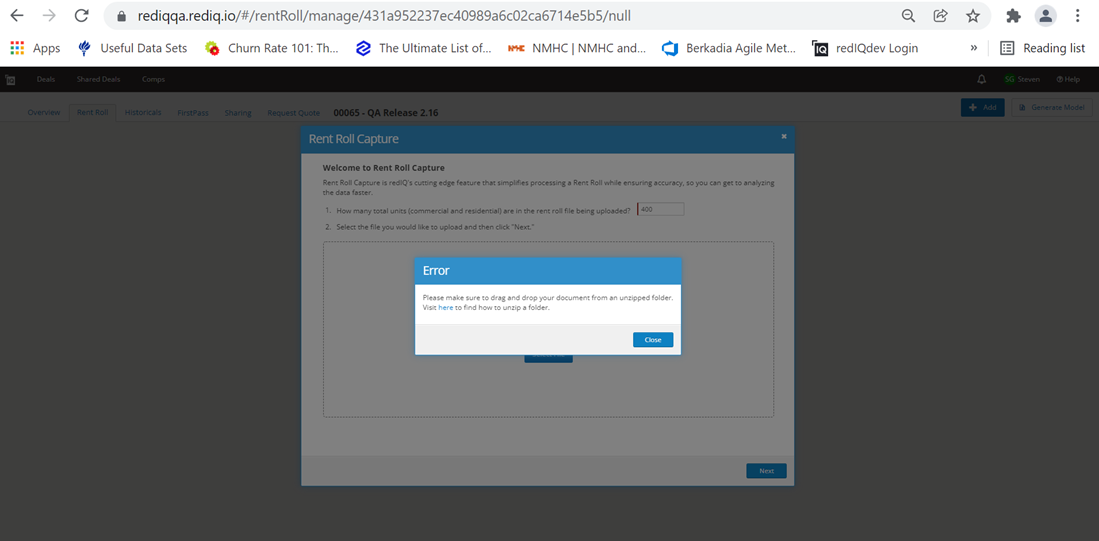 rediqqa.rediq.io/#/rentRoll/manage/431a952237ec40989a6c02ca6714e5b5/null
Apps Useful Data Sets Churn Rate 101: Th... The Ultimate List of... NMHC | NMHC and... Berkadia Agile Met... redIQdev Login » Reading list
IQ Deals Shared Deals Comps SG Steven Help
Overview Rent Roll Historicals FirstPass Sharing Request Quote 00065 - QA Release 2.16 + Add Generate Model
Rent Roll Capture
Welcome to Rent Roll Capture
Rent Roll Capture is redIQ's cutting edge feature that simplifies processing a Rent Roll while ensuring accuracy, so you can get to analyzing
the data faster.
1. How many total units (commercial and residential) are in the rent roll file being uploaded? 400
2. Select the file you would like to upload and then click "Next."
Error
Please make sure to drag and drop your document from an unzipped folder.
Visit here to find how to unzip a folder.
Close
Next